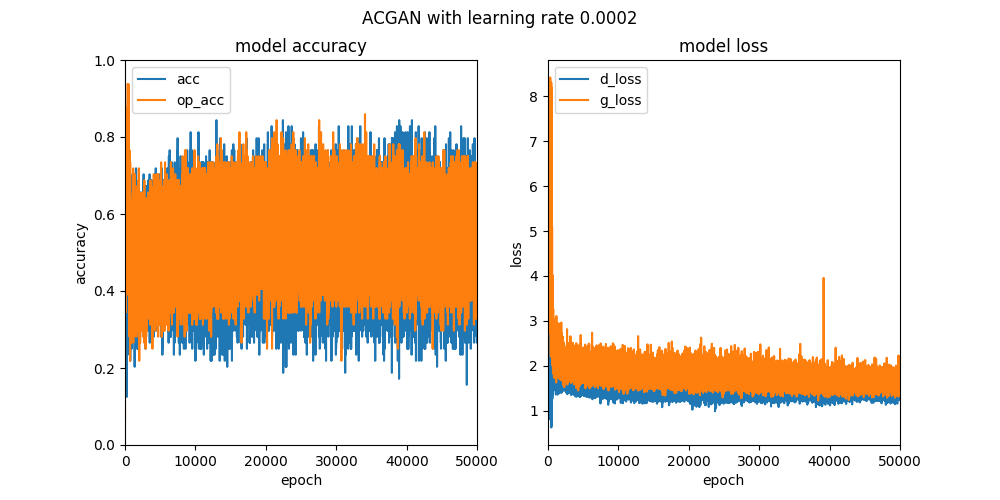 ACGAN with learning rate 0.0002
model accuracy
acc
op_acc
1.0
0.8
0.6
0.4
0.2
0.0
accuracy
0
10000
20000
30000
40000
50000
epoch
model loss
d_loss
g_loss
8
7
6
5
4
3
2
1
loss
0
10000
20000
30000
40000
50000
epoch